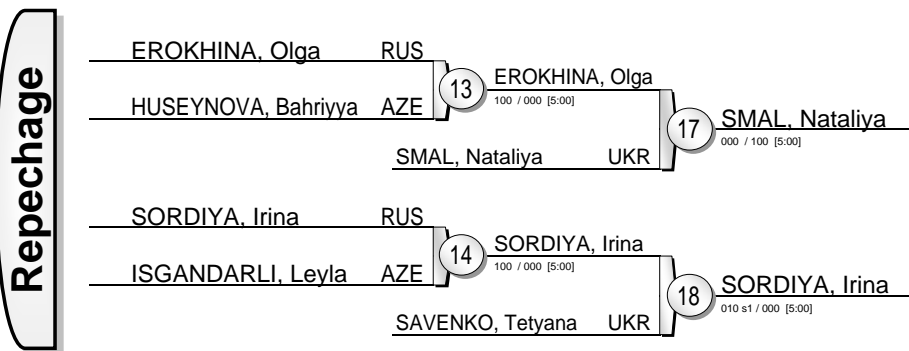 Repechage
EROKHINA, Olga RUS
HUSEYNOVA, Bahriyya AZE
13
EROKHINA, Olga
100 / 000 [5:00]
SMAL, Nataliya UKR
17
SMAL, Nataliya
000 / 100 [5:00]
SORDIYA, Irina RUS
ISGANDARLI, Leyla AZE
14
SORDIYA, Irina
100 / 000 [5:00]
SAVENKO, Tetyana UKR
18
SORDIYA, Irina
010 s1 / 000 [5:00]